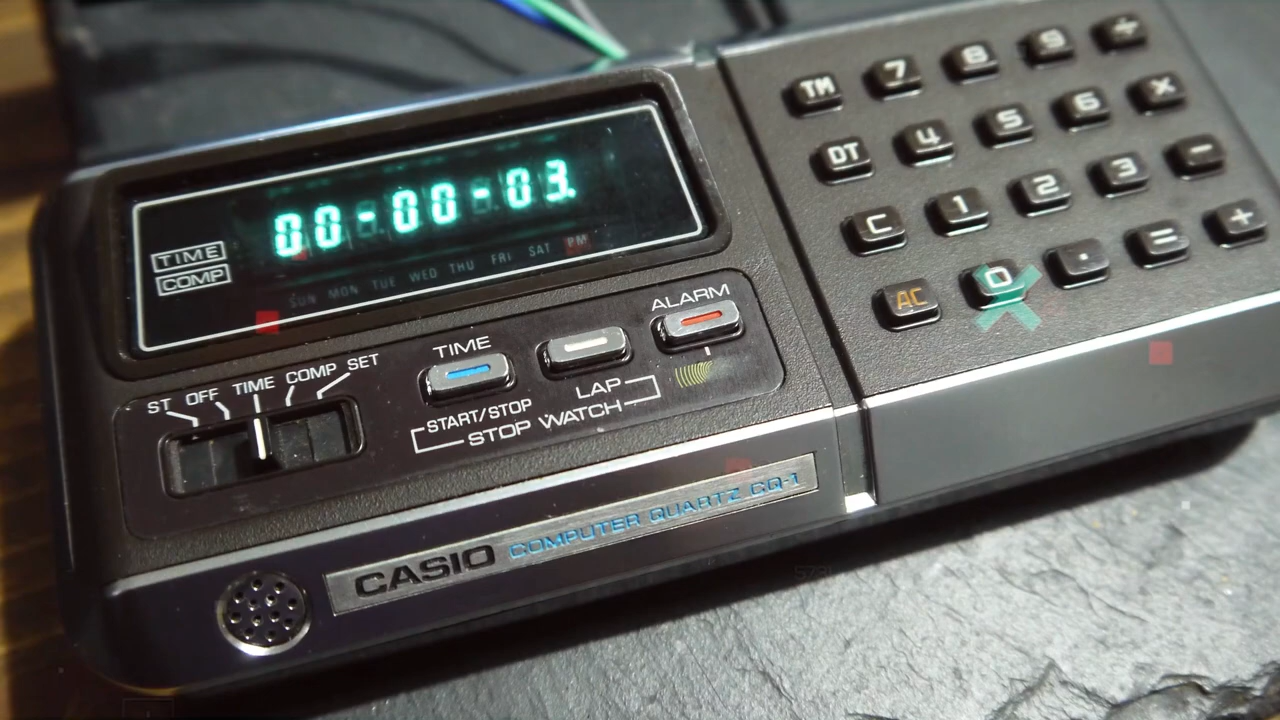 00-00-03.
TIME
COMP
SUN MON TUE WED THU FRI SAT PM
ST OFF TIME COMP SET
TIME
ALARM
LAP
START/STOP
STOP WATCH
CASIO COMPUTER QUARTZ CQ-1
TM 7 8 9 ÷
DT 4 5 6 ×
C 1 2 3 -
AC 0 . = +